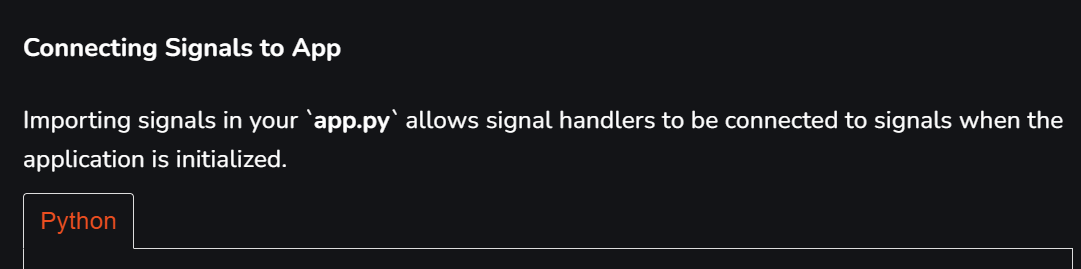 Connecting Signals to App
Importing signals in your `app.py` allows signal handlers to be connected to signals when the
application is initialized.
Python